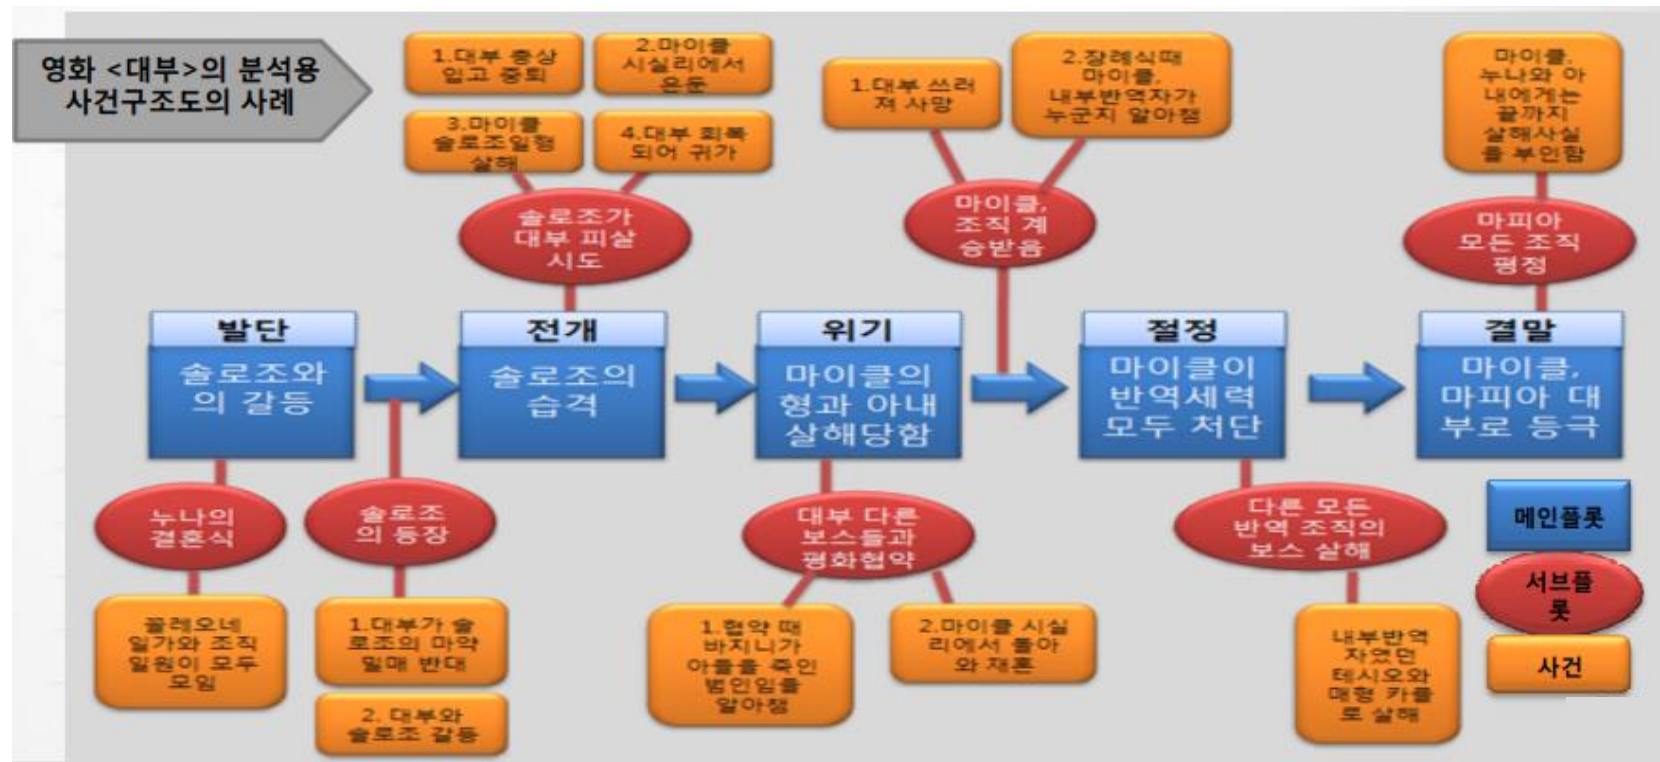 영화 <대부>의 분석용
사건구조도의 사례
1.대부 총상
입고 중퇴
2.마이클
시실리에서
은둔
3.마이클
솔로조일행
살해
4.대부 회복
되어 귀가
솔로조가
대부 피살
시도
1.대부 쓰러
져 사망
2.장례식때
마이클,
내부반역자가
누군지 알아챔
마이클,
조직 계
승받음
마이클,
누나와 아
내에게는
끝까지
살해사실
을 부인함
마피아
모든 조직
평정
발단
솔로조와
의 갈등
전개
솔로조의
습격
위기
마이클의
형과 아내
살해당함
절정
마이클이
반역세력
모두 처단
결말
마이클,
마피아 대
부로 등극
누나의
결혼식
꼴레오네
일가와 조직
일원이 모두
모임
솔로조
의 등장
1.대부가 솔
로조의 마약
밀매 반대
2. 대부와
솔로조 갈등
대부 다른
보스들과
평화협약
1.협약 때
바지니가
아들을 죽인
범인임을
알아챔
2.마이클 시실
리에서 돌아
와 재혼
다른 모든
반역 조직의
보스 살해
내부반역
자였던
테시오와
매형 카를
로 살해
메인플롯
서브플
롯
사건